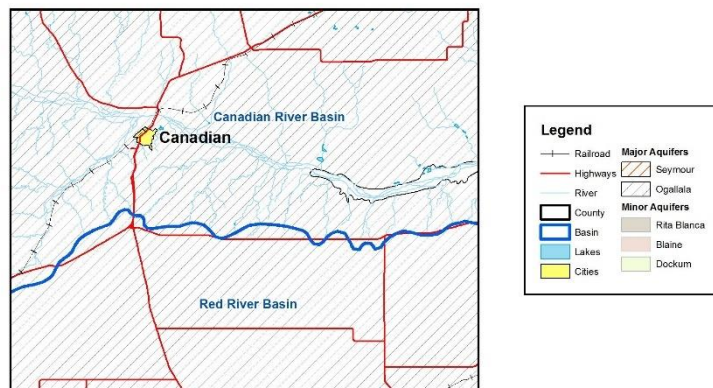 Canadian River Basin
Canadian
Red River Basin
Legend
Railroad
Highways
River
County
Basin
Lakes
Cities
Major Aquifers
Seymour
Ogallala
Minor Aquifers
Rita Blanca
Blaine
Dockum